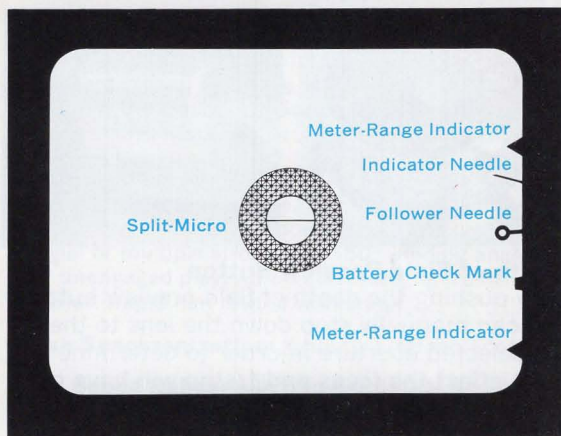 Meter-Range Indicator
Indicator Needle
Split-Micro
Follower Needle
Battery Check Mark
Meter-Range Indicator